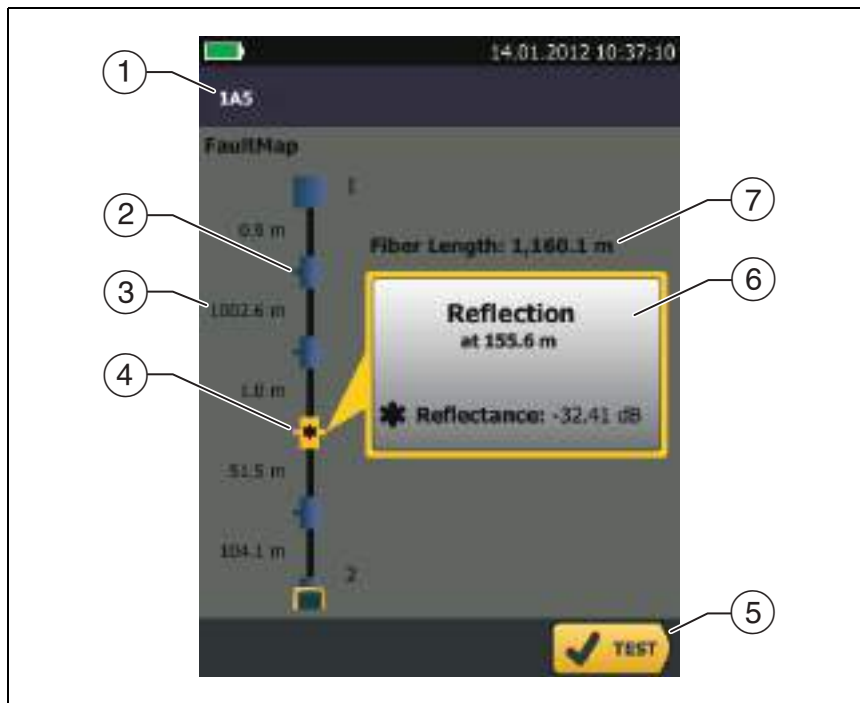 14.01.2012 10:37:10
1
1A5
FaultMap
1
7
2
0.9 m
Fiber Length: 1,160.1 m
3
6
1002.6 m
Reflection
at 155.6 m
4
1.0 m
✱ Reflectance: -32.41 dB
51.5 m
104.1 m
2
5
TEST